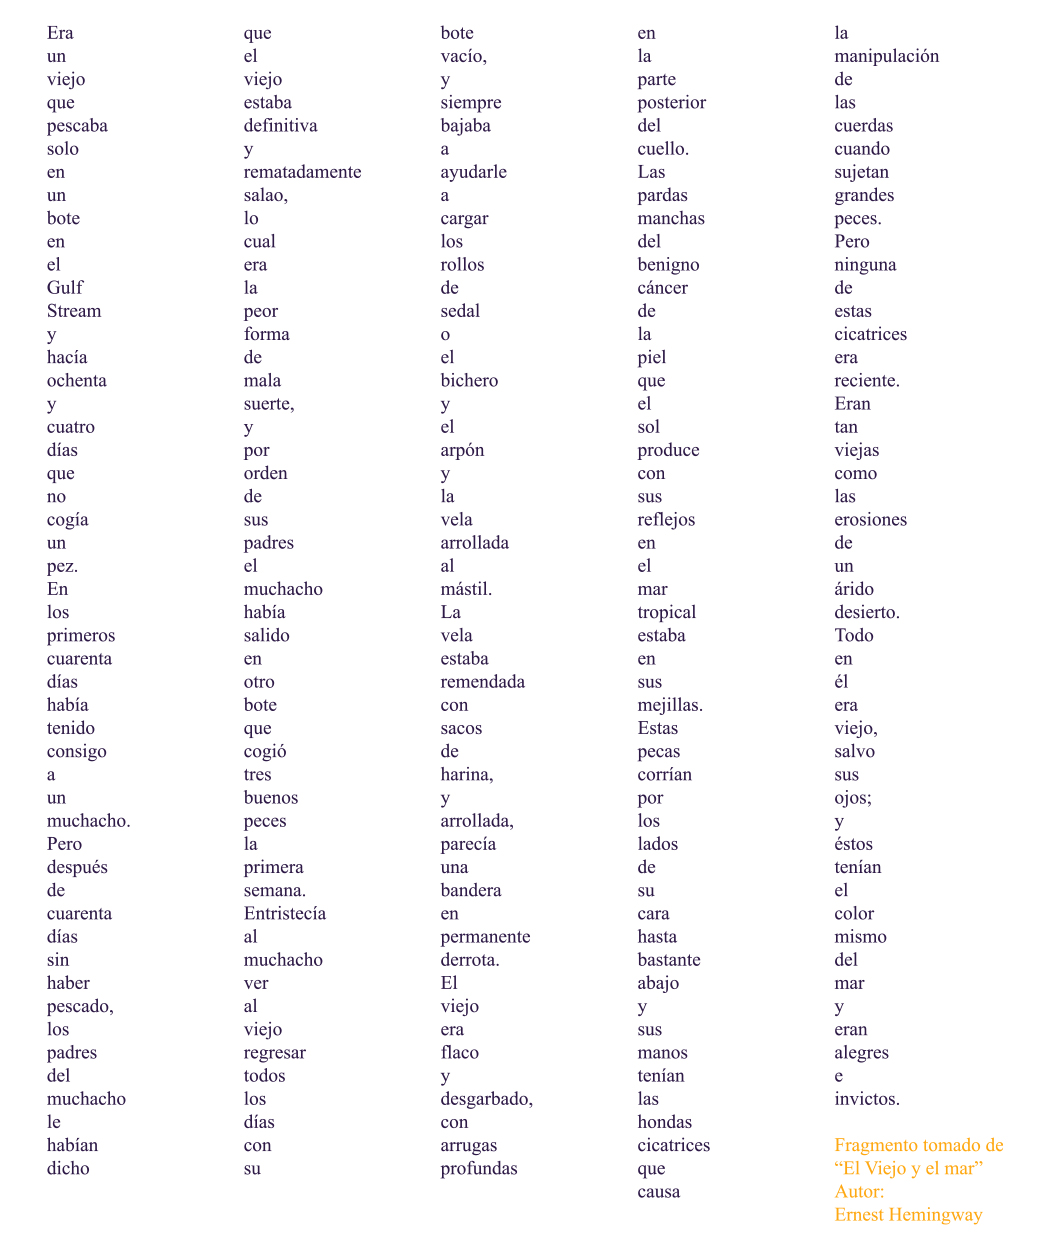 Era
un
viejo
que
pescaba
solo
en
un
bote
en
el
Gulf
Stream
y
hacía
ochenta
y
cuatro
días
que
no
cogía
un
pez.
En
los
primeros
cuarenta
días
había
tenido
consigo
a
un
muchacho.
Pero
después
de
cuarenta
días
sin
haber
pescado,
los
padres
del
muchacho
le
habían
dicho
que
el
viejo
estaba
definitiva
y
rematadamente
salao,
lo
cual
era
la
peor
forma
de
mala
suerte,
y
por
orden
de
sus
padres
el
muchacho
había
salido
en
otro
bote
que
cogió
tres
buenos
peces
la
primera
semana.
Entristecía
al
muchacho
ver
al
viejo
regresar
todos
los
días
con
su
bote
vacío,
y
siempre
bajaba
a
ayudarle
a
cargar
los
rollos
de
sedal
o
el
bichero
y
el
arpón
y
la
vela
arrollada
al
mástil.
La
vela
estaba
remendada
con
sacos
de
harina,
y
arrollada,
parecía
una
bandera
en
permanente
derrota.
El
viejo
era
flaco
y
desgarbado,
con
arrugas
profundas
en
la
parte
posterior
del
cuello.
Las
pardas
manchas
del
benigno
cáncer
de
la
piel
que
el
sol
produce
con
sus
reflejos
en
el
mar
tropical
estaba
en
sus
mejillas.
Estas
pecas
corrían
por
los
lados
de
su
cara
hasta
bastante
abajo
y
sus
manos
tenían
las
hondas
cicatrices
que
causa
la
manipulación
de
las
cuerdas
cuando
sujetan
grandes
peces.
Pero
ninguna
de
estas
cicatrices
era
reciente.
Eran
tan
viejas
como
las
erosiones
de
un
árido
desierto.
Todo
en
él
era
viejo,
salvo
sus
ojos;
y
éstos
tenían
el
color
mismo
del
mar
y
eran
alegres
e
invictos.
Fragmento tomado de
“El Viejo y el mar”
Autor:
Ernest Hemingway